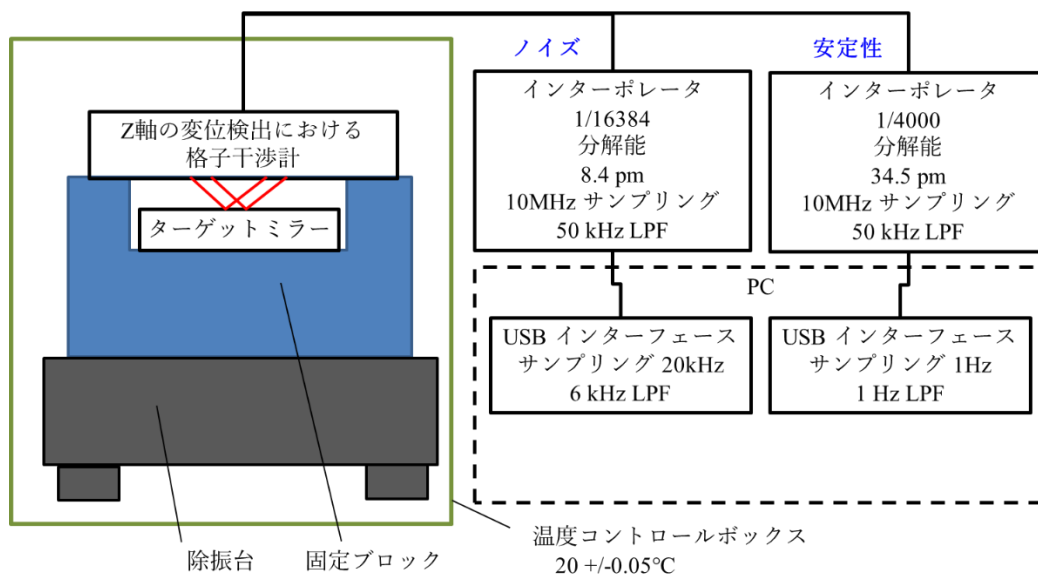 ノイズ
安定性
Z軸の変位検出における
格子干渉計
ターゲットミラー
インターポレータ
1/16384
分解能
8.4 pm
10MHz サンプリング
50 kHz LPF
インターポレータ
1/4000
分解能
34.5 pm
10MHz サンプリング
50 kHz LPF
PC
USB インターフェース
サンプリング 20kHz
6 kHz LPF
USB インターフェース
サンプリング 1Hz
1 Hz LPF
除振台
固定ブロック
温度コントロールボックス
20 +/-0.05℃